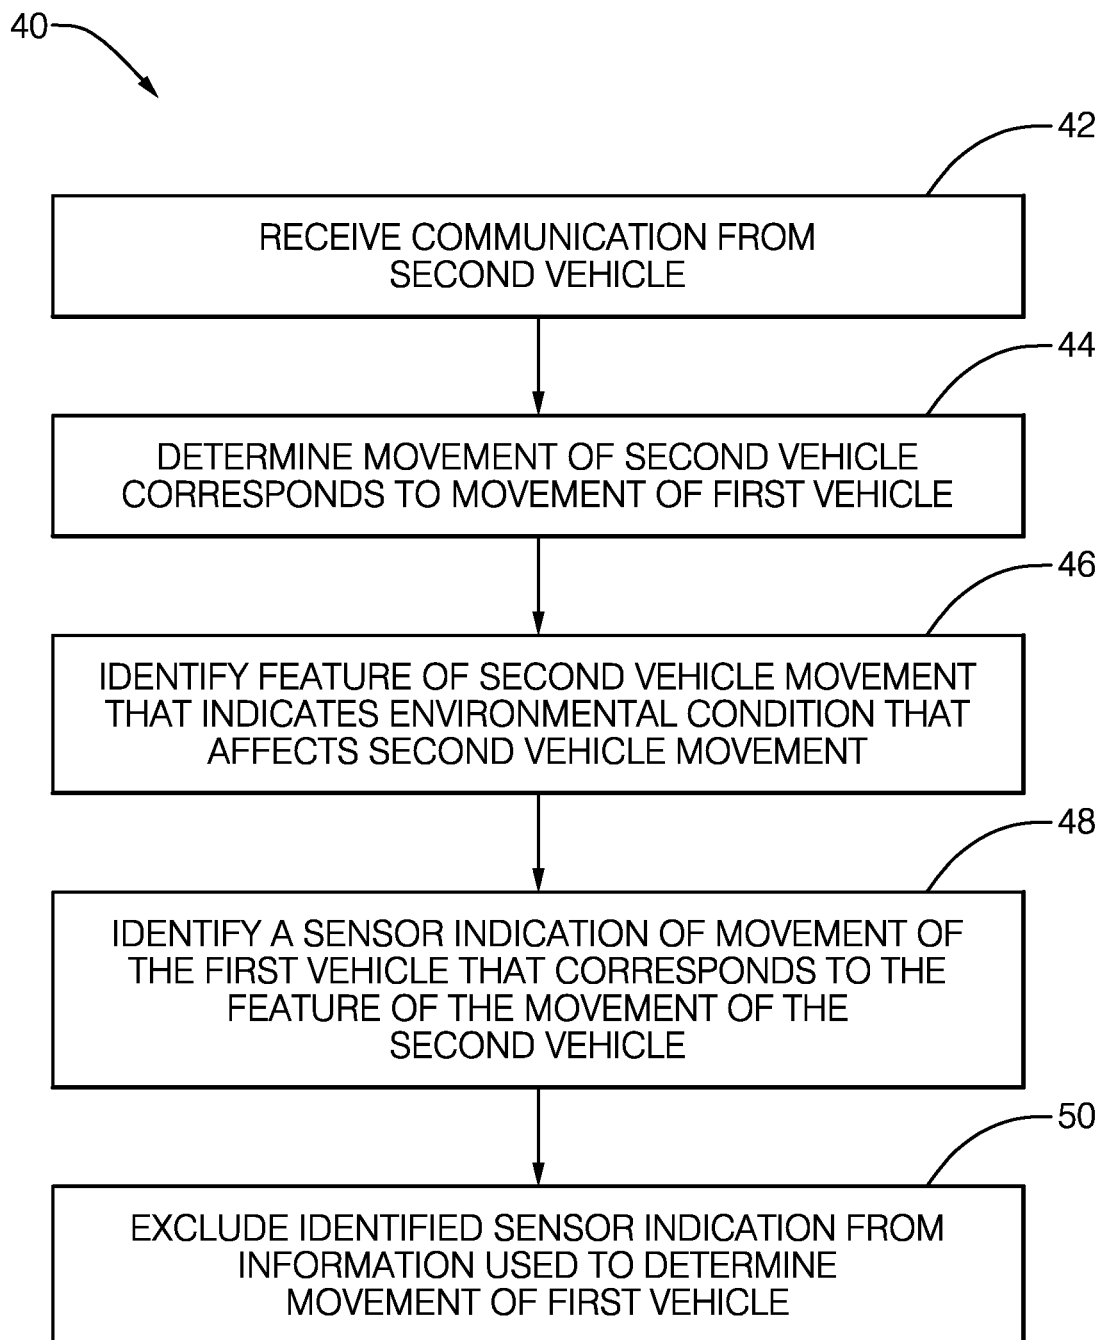 40
42
RECEIVE COMMUNICATION FROM
SECOND VEHICLE
44
DETERMINE MOVEMENT OF SECOND VEHICLE
CORRESPONDS TO MOVEMENT OF FIRST VEHICLE
46
IDENTIFY FEATURE OF SECOND VEHICLE MOVEMENT
THAT INDICATES ENVIRONMENTAL CONDITION THAT
AFFECTS SECOND VEHICLE MOVEMENT
48
IDENTIFY A SENSOR INDICATION OF MOVEMENT OF
THE FIRST VEHICLE THAT CORRESPONDS TO THE
FEATURE OF THE MOVEMENT OF THE
SECOND VEHICLE
50
EXCLUDE IDENTIFIED SENSOR INDICATION FROM
INFORMATION USED TO DETERMINE
MOVEMENT OF FIRST VEHICLE